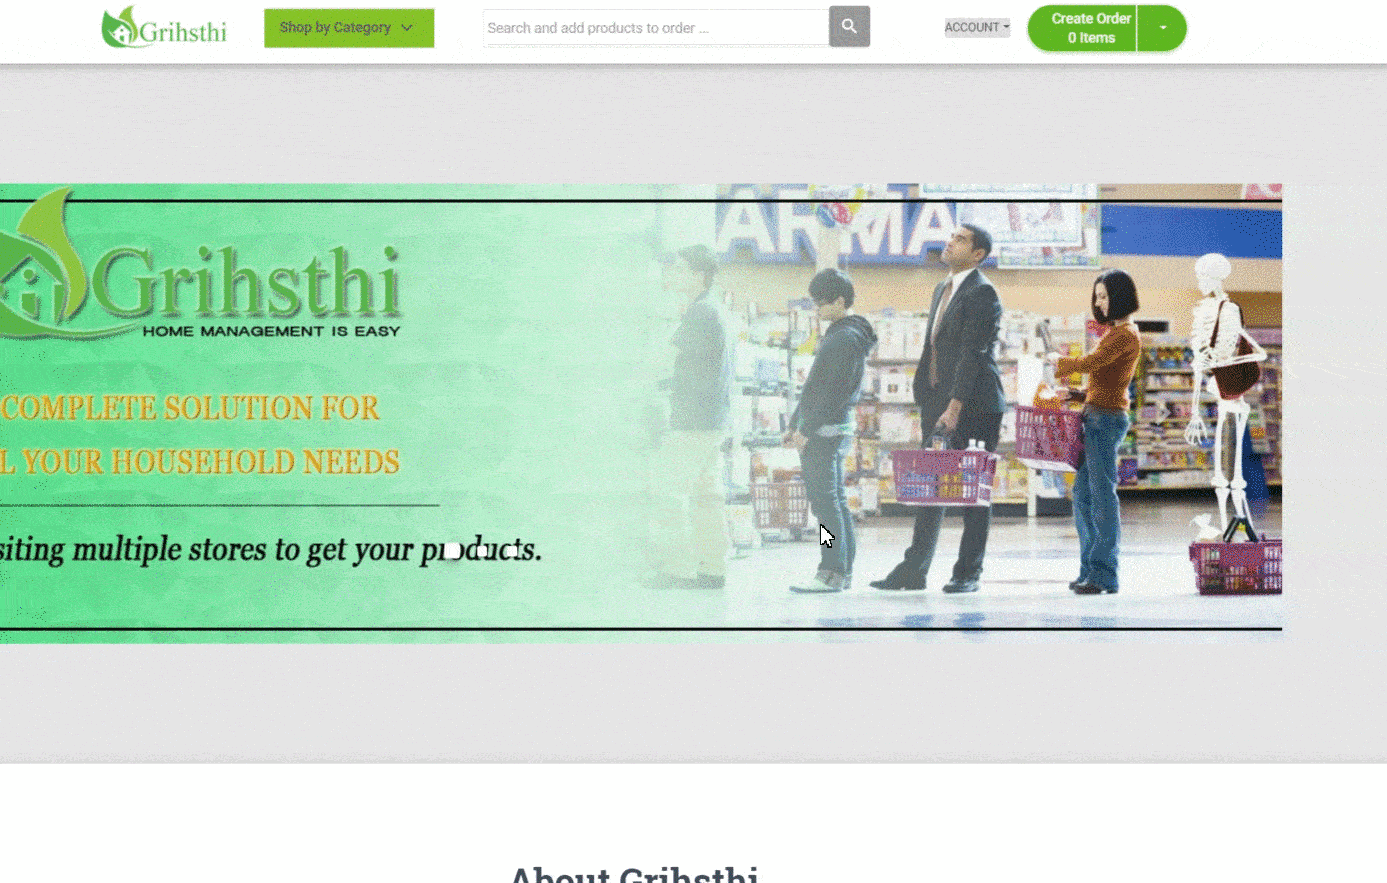 Grihsthi
Shop by Category
Search and add products to order ...
ACCOUNT
Create Order
0 Items
ARMA
Grihsthi
HOME MANAGEMENT IS EASY
COMPLETE SOLUTION FOR
L YOUR HOUSEHOLD NEEDS
siting multiple stores to get your products.
About Grihsthi